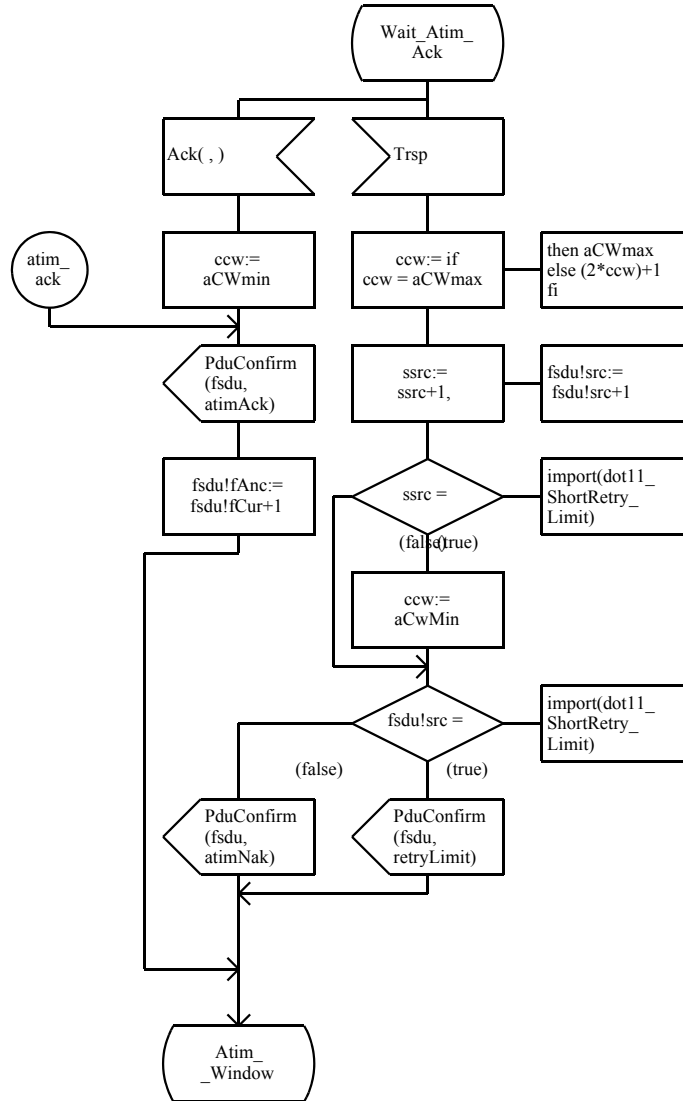 Wait_Atim_
Ack
Ack( , )
Trsp
atim_
ack
ccw:=
aCWmin
ccw:= if
ccw = aCWmax
then aCWmax
else (2*ccw)+1
fi
PduConfirm
(fsdu,
atimAck)
ssrc:=
ssrc+1,
fsdu!src:=
fsdu!src+1
fsdu!fAnc:=
fsdu!fCur+1
ssrc =
import(dot11_
ShortRetry_
Limit)
(false)
(true)
ccw:=
aCwMin
fsdu!src =
import(dot11_
ShortRetry_
Limit)
(false)
(true)
PduConfirm
(fsdu,
atimNak)
PduConfirm
(fsdu,
retryLimit)
Atim_
_Window